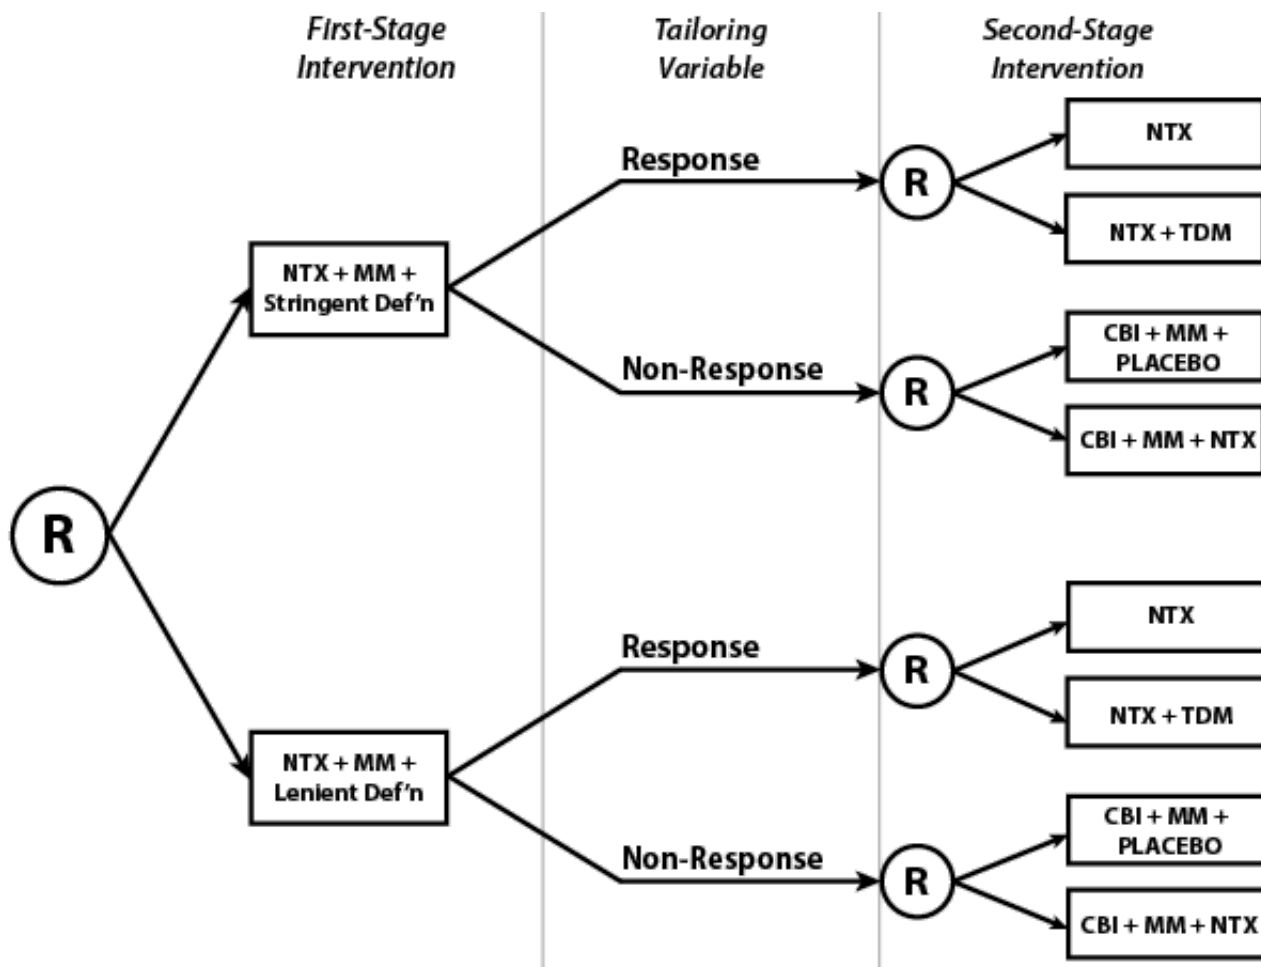 First-Stage
Intervention
Tailoring
Variable
Second-Stage
Intervention
NTX
Response
R
NTX + TDM
NTX + MM +
Stringent Def'n
CBI + MM +
PLACEBO
Non-Response
R
CBI + MM + NTX
R
NTX
Response
R
NTX + TDM
NTX + MM +
Lenient Def'n
CBI + MM +
PLACEBO
Non-Response
R
CBI + MM + NTX